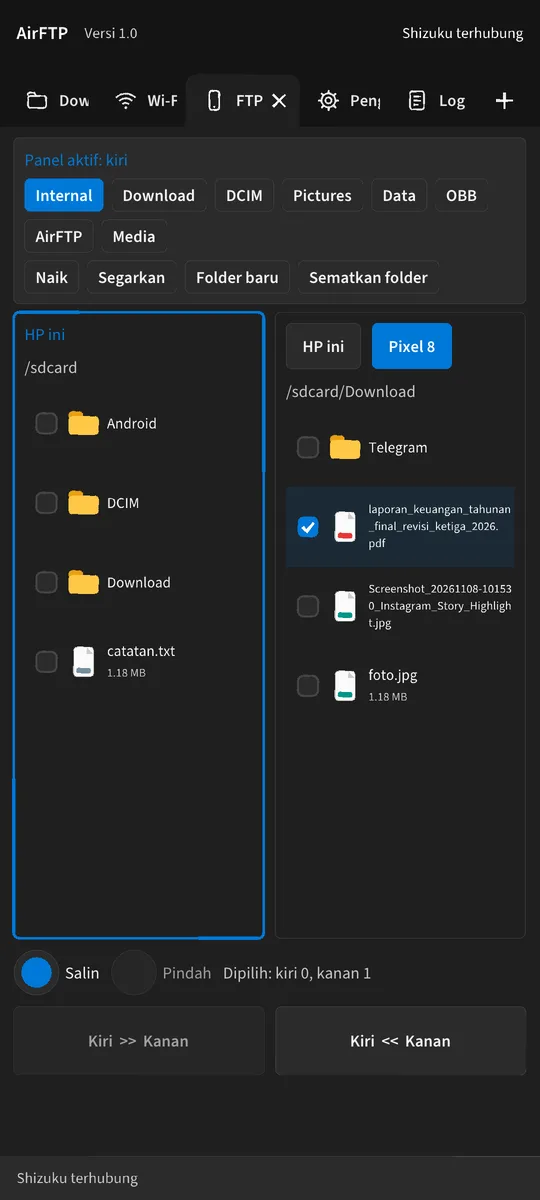 AirFTP Versi 1.0 Shizuku terhubung
Dow Wi-F FTP Peng Log
Panel aktif: kiri
Internal Download DCIM Pictures Data OBB
AirFTP Media
Naik Segarkan Folder baru Sematkan folder
HP ini
/sdcard
Android
DCIM
Download
catatan.txt
1.18 MB
HP ini Pixel 8
/sdcard/Download
Telegram
laporan_keuangan_tahunan
_final_revisi_ketiga_2026.
pdf
Screenshot_20261108-10153
0_Instagram_Story_Highligh
t.jpg
foto.jpg
1.18 MB
Salin Pindah Dipilih: kiri 0, kanan 1
Kiri >> Kanan Kiri << Kanan
Shizuku terhubung